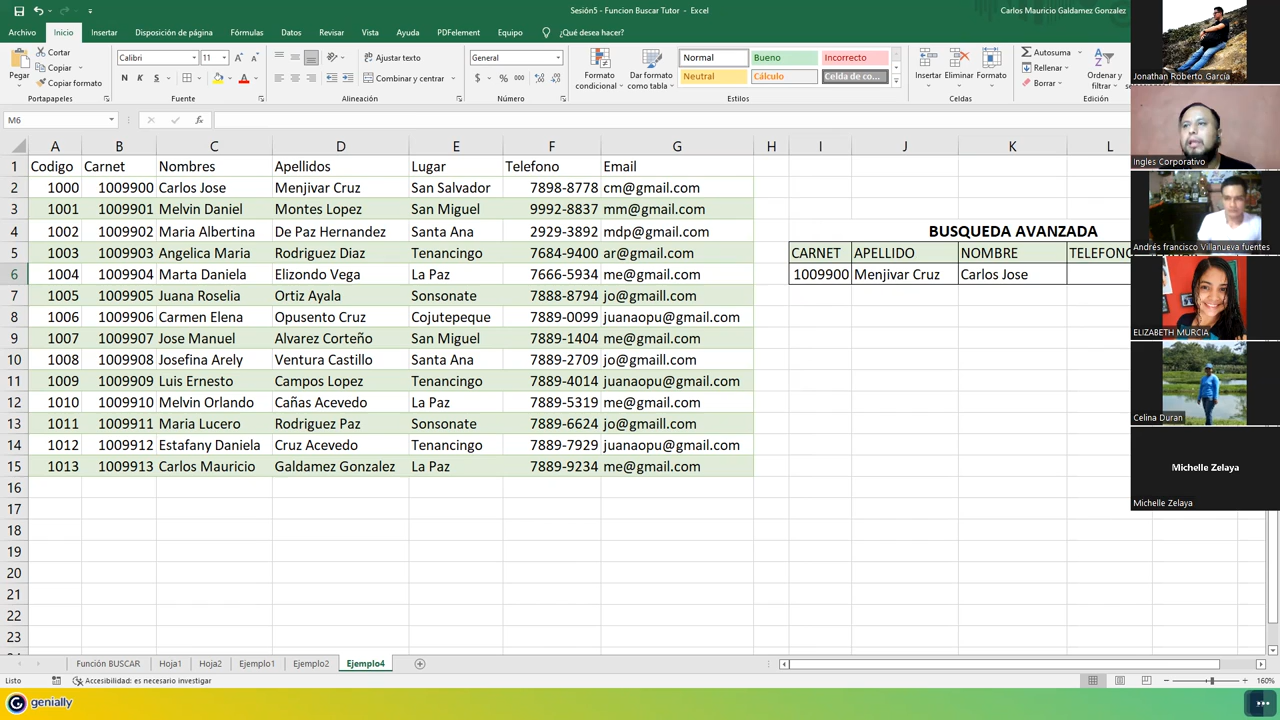 Sesión5 - Funcion Buscar Tutor - Excel
Carlos Mauricio Galdamez Gonzalez
Archivo Inicio Insertar Disposición de página Fórmulas Datos Revisar Vista Ayuda PDFelement Equipo ¿Qué desea hacer?
Pegar
Cortar
Copiar
Copiar formato
Portapapeles
Calibri 11
N K S
Fuente
Ajustar texto
Combinar y centrar
Alineación
General
$ % 000
Número
Formato condicional
Dar formato como tabla
Normal Bueno Incorrecto
Neutral Cálculo Celda de co...
Estilos
Insertar Eliminar Formato
Celdas
Autosuma
Rellenar
Borrar
Ordenar y filtrar
Edición
M6
fx
A B C D E F G H I J K L
1 Codigo Carnet Nombres Apellidos Lugar Telefono Email
2 1000 1009900 Carlos Jose Menjivar Cruz San Salvador 7898-8778 cm@gmail.com
3 1001 1009901 Melvin Daniel Montes Lopez San Miguel 9992-8837 mm@gmail.com
4 1002 1009902 Maria Albertina De Paz Hernandez Santa Ana 2929-3892 mdp@gmail.com BUSQUEDA AVANZADA
5 1003 1009903 Angelica Maria Rodriguez Diaz Tenancingo 7684-9400 ar@gmail.com CARNET APELLIDO NOMBRE TELEFONO
6 1004 1009904 Marta Daniela Elizondo Vega La Paz 7666-5934 me@gmail.com 1009900 Menjivar Cruz Carlos Jose
7 1005 1009905 Juana Roselia Ortiz Ayala Sonsonate 7888-8794 jo@gmaill.com
8 1006 1009906 Carmen Elena Opusento Cruz Cojutepeque 7889-0099 juanaopu@gmail.com
9 1007 1009907 Jose Manuel Alvarez Corteño San Miguel 7889-1404 me@gmail.com
10 1008 1009908 Josefina Arely Ventura Castillo Santa Ana 7889-2709 jo@gmaill.com
11 1009 1009909 Luis Ernesto Campos Lopez Tenancingo 7889-4014 juanaopu@gmail.com
12 1010 1009910 Melvin Orlando Cañas Acevedo La Paz 7889-5319 me@gmail.com
13 1011 1009911 Maria Lucero Rodriguez Paz Sonsonate 7889-6624 jo@gmaill.com
14 1012 1009912 Estafany Daniela Cruz Acevedo Tenancingo 7889-7929 juanaopu@gmail.com
15 1013 1009913 Carlos Mauricio Galdamez Gonzalez La Paz 7889-9234 me@gmail.com
16
17
18
19
20
21
22
23
Función BUSCAR Hoja1 Hoja2 Ejemplo1 Ejemplo2 Ejemplo4
Listo Accesibilidad: es necesario investigar 160%
genially
Jonathan Roberto García
Ingles Corporativo
Andrés francisco Villanueva fuentes
ELIZABETH MURCIA
Celina Duran
Michelle Zelaya
Michelle Zelaya